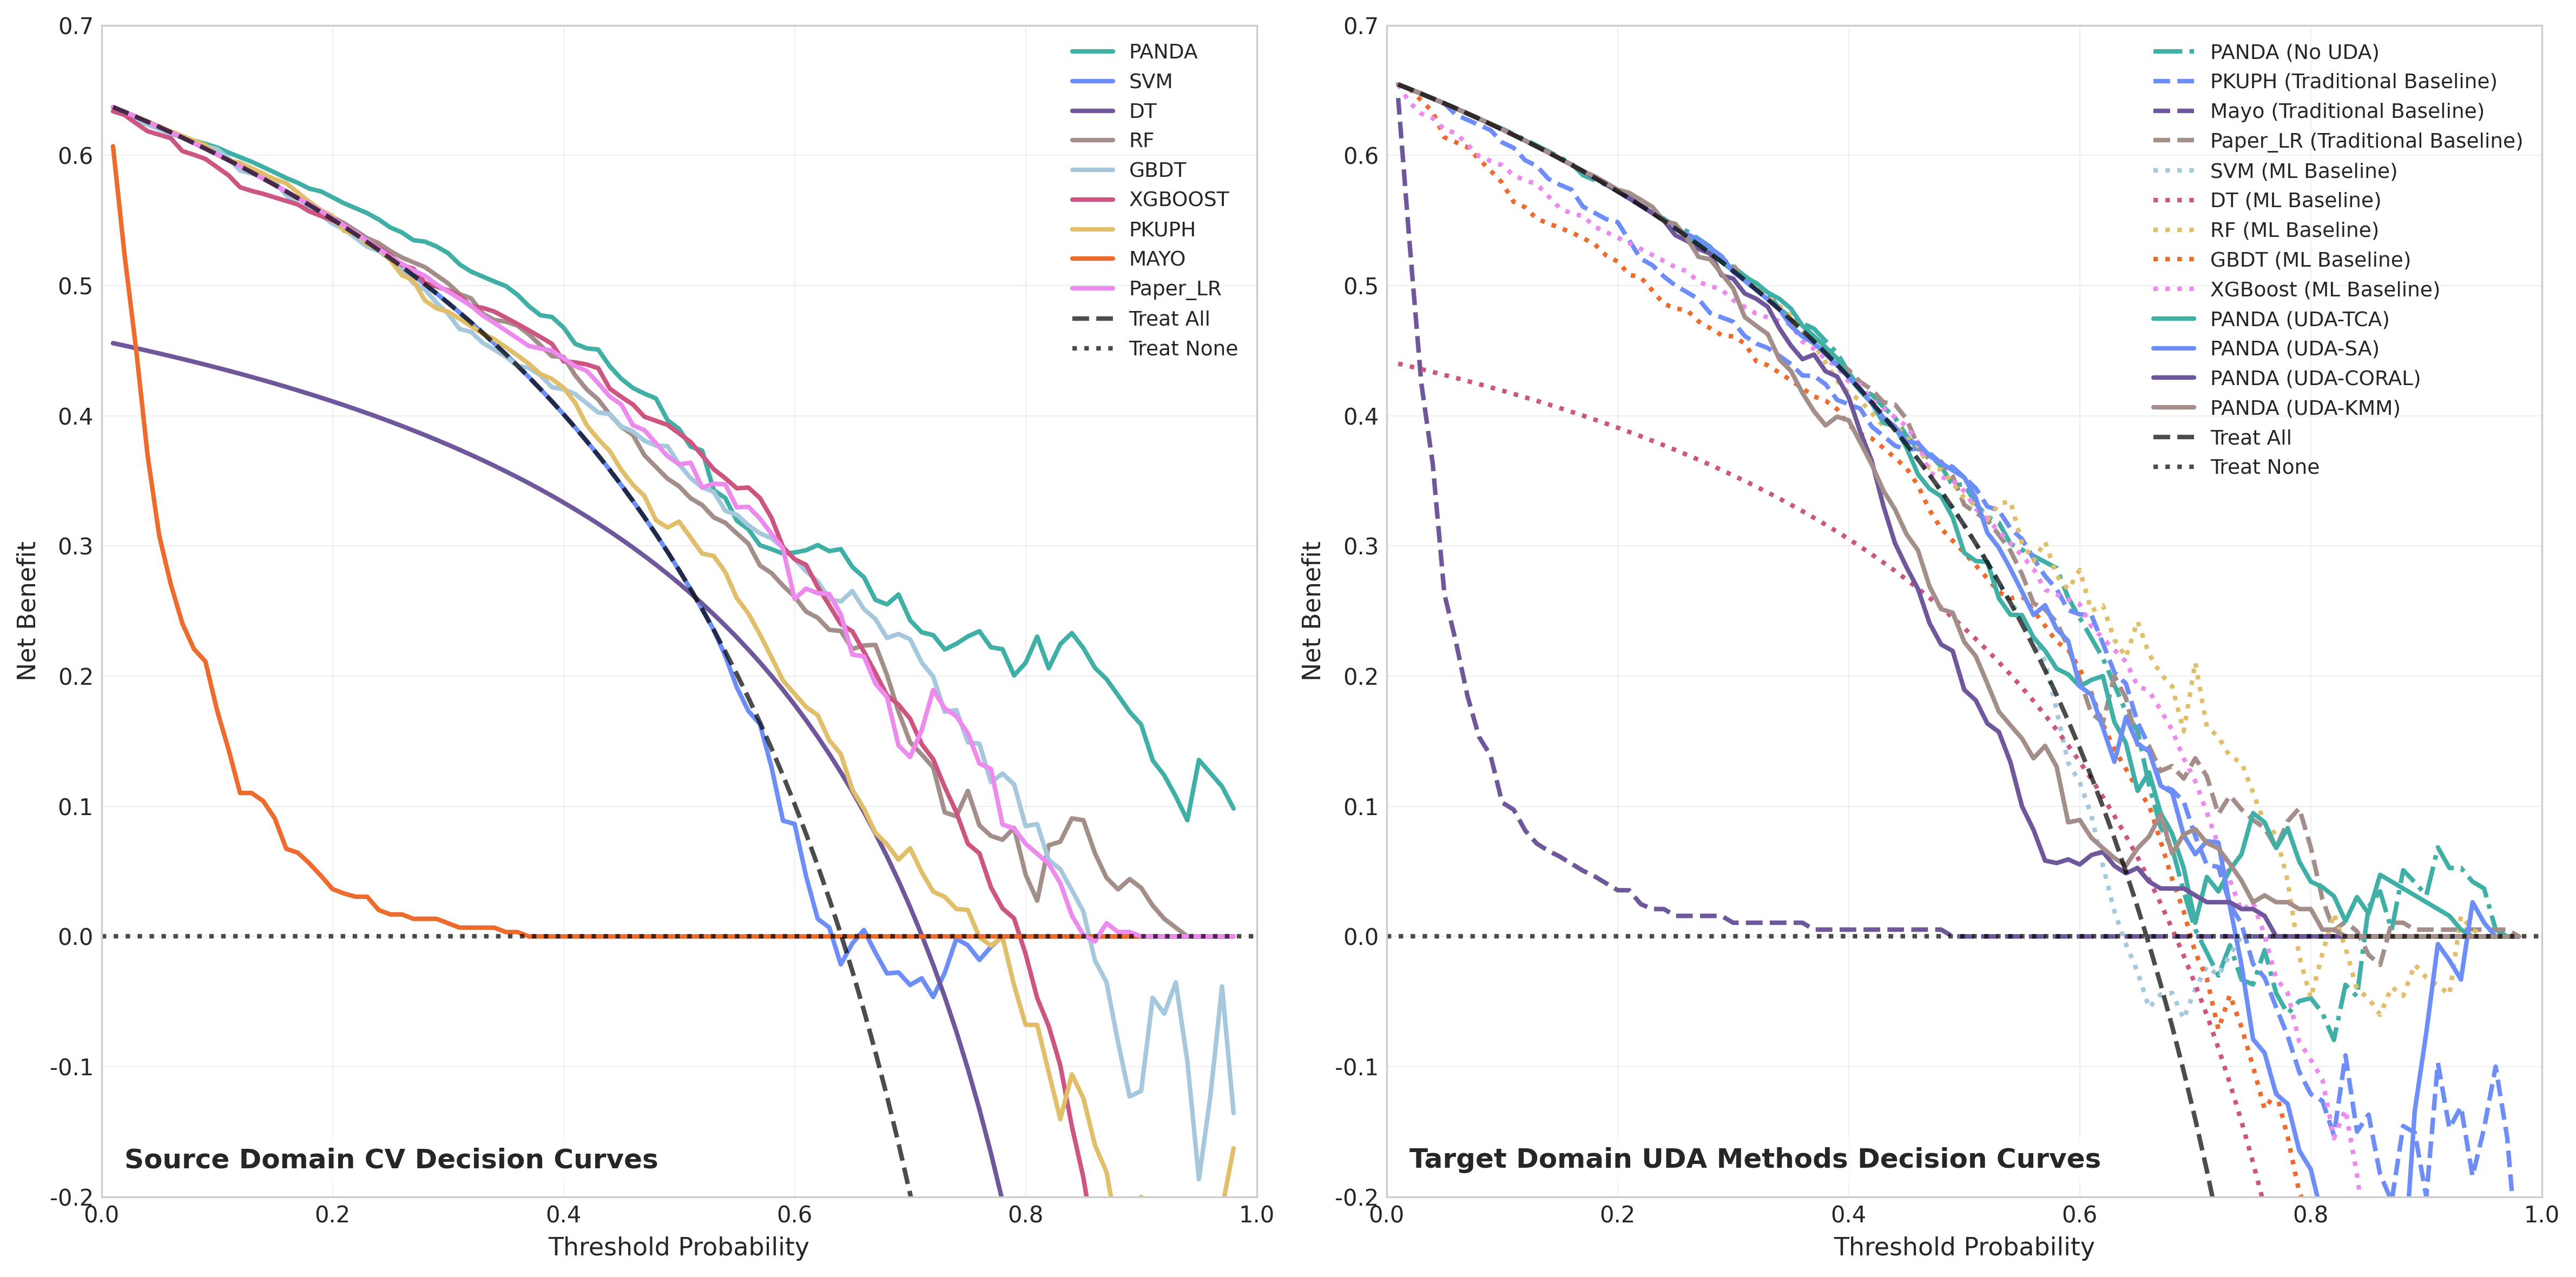 0.7
0.6
0.5
0.4
0.3
0.2
0.1
0.0
-0.1
-0.2
Net Benefit
PANDA
SVM
DT
RF
GBDT
XGBOOST
PKUPH
MAYO
Paper_LR
Treat All
Treat None
Source Domain CV Decision Curves
0.0 0.2 0.4 0.6 0.8 1.0
Threshold Probability
0.7
0.6
0.5
0.4
0.3
0.2
0.1
0.0
-0.1
-0.2
Net Benefit
PANDA (No UDA)
PKUPH (Traditional Baseline)
Mayo (Traditional Baseline)
Paper_LR (Traditional Baseline)
SVM (ML Baseline)
DT (ML Baseline)
RF (ML Baseline)
GBDT (ML Baseline)
XGBoost (ML Baseline)
PANDA (UDA-TCA)
PANDA (UDA-SA)
PANDA (UDA-CORAL)
PANDA (UDA-KMM)
Treat All
Treat None
Target Domain UDA Methods Decision Curves
0.0 0.2 0.4 0.6 0.8 1.0
Threshold Probability